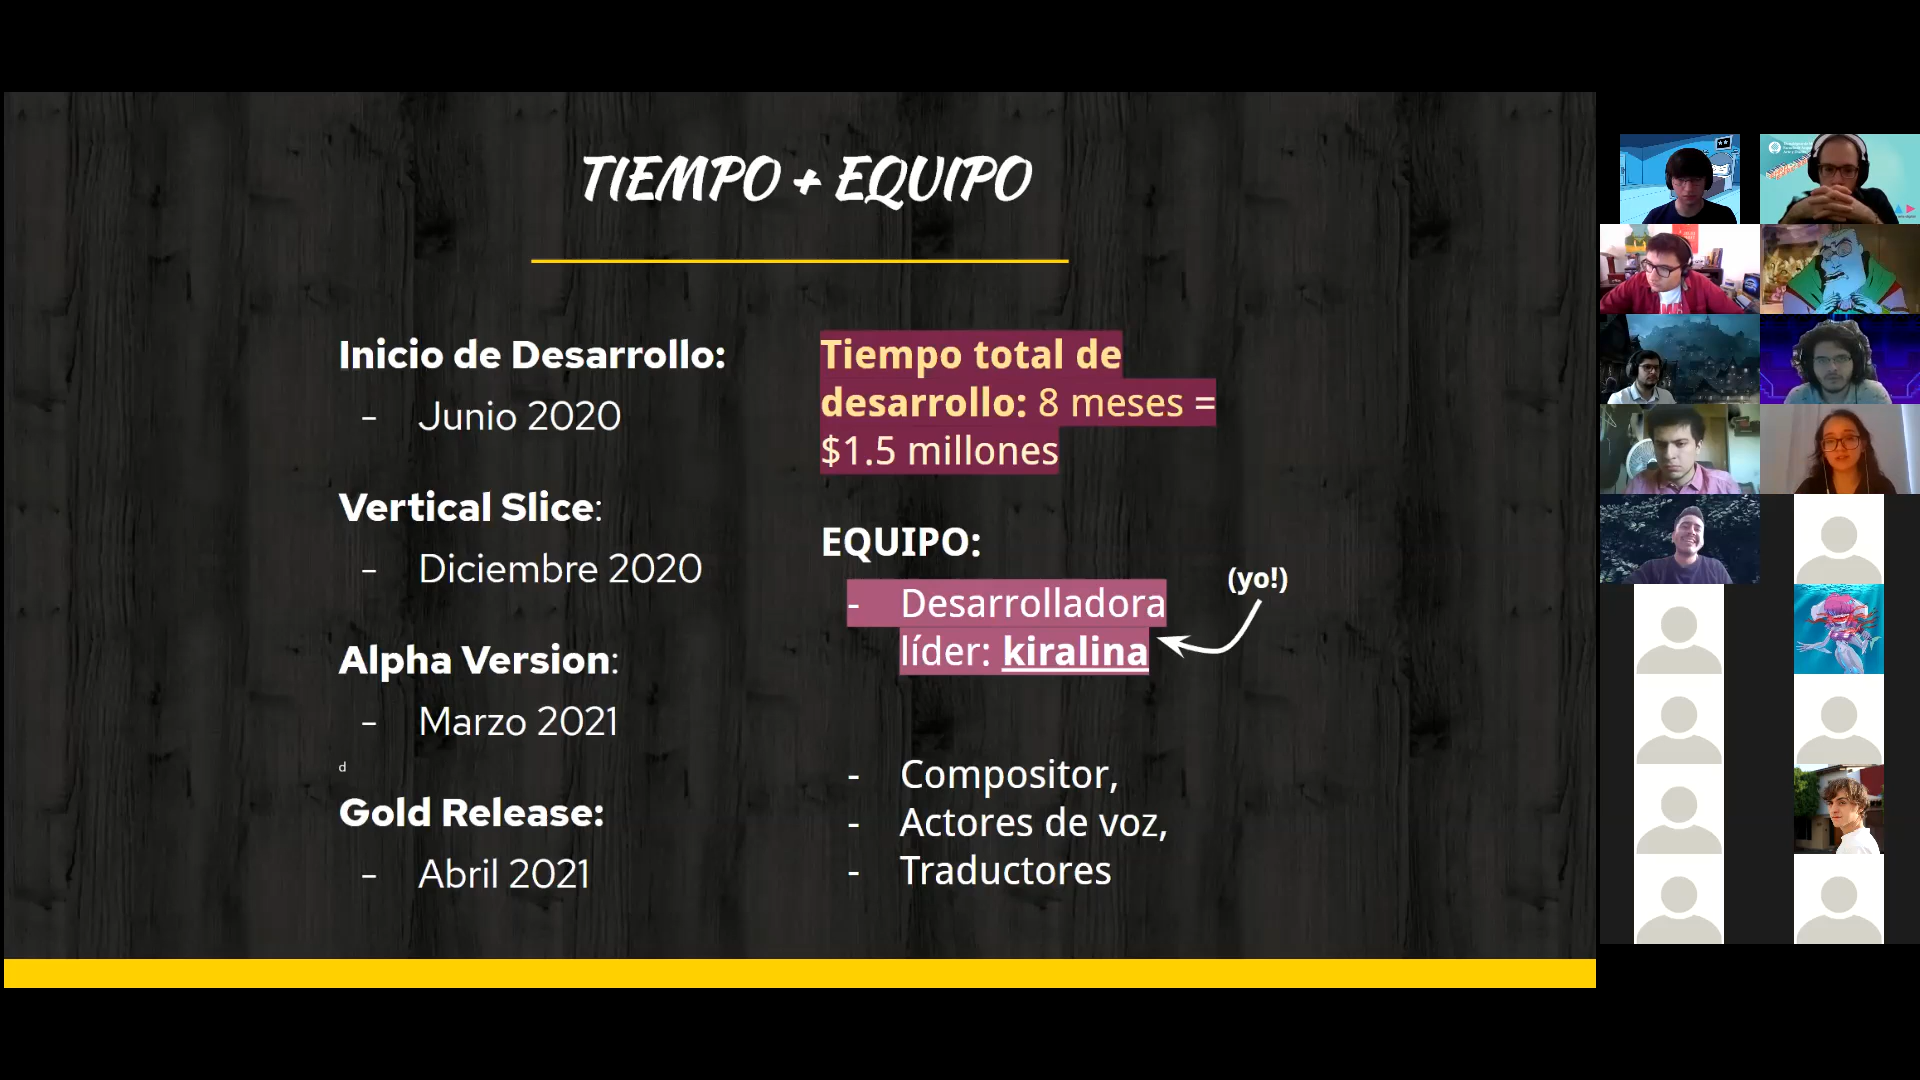 TIEMPO + EQUIPO
Inicio de Desarrollo:
- Junio 2020
Vertical Slice:
- Diciembre 2020
Alpha Version:
- Marzo 2021
d
Gold Release:
- Abril 2021
Tiempo total de
desarrollo: 8 meses =
$1.5 millones
EQUIPO:
- Desarrolladora
líder: kiralina
(yo!)
- Compositor,
- Actores de voz,
- Traductores